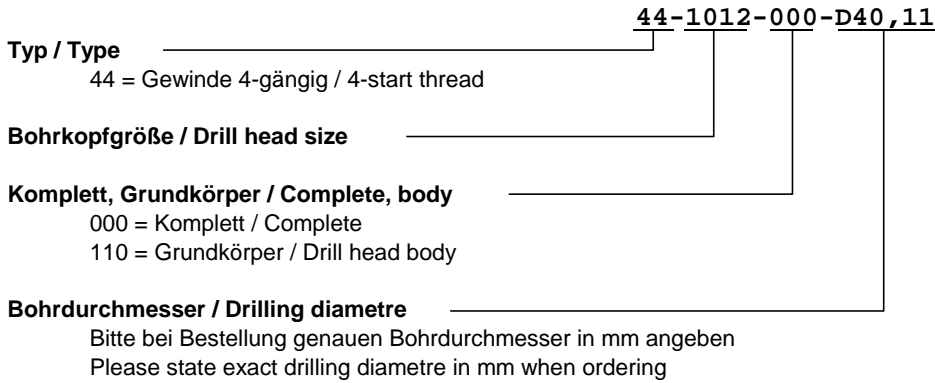 44-1012-000-D40,11
Typ / Type
44 = Gewinde 4-gängig / 4-start thread
Bohrkopfgröße / Drill head size
Komplett, Grundkörper / Complete, body
000 = Komplett / Complete
110 = Grundkörper / Drill head body
Bohrdurchmesser / Drilling diametre
Bitte bei Bestellung genauen Bohrdurchmesser in mm angeben
Please state exact drilling diametre in mm when ordering